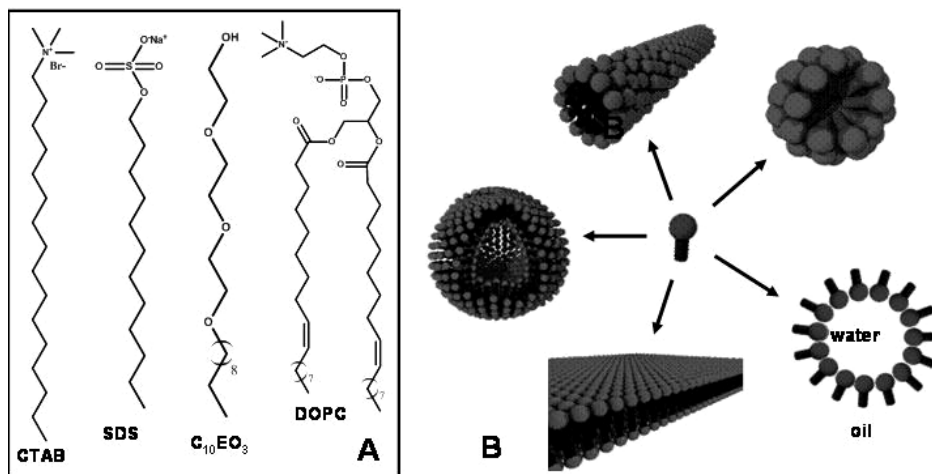 CTAB
N+
Br-
SDS
O-Na+
O
S
O
O
C10EO3
OH
O
O
O
8
DOPC
N+
O
-O
P
O
O
O
O
O
O
7
7
A
B
B
water
oil